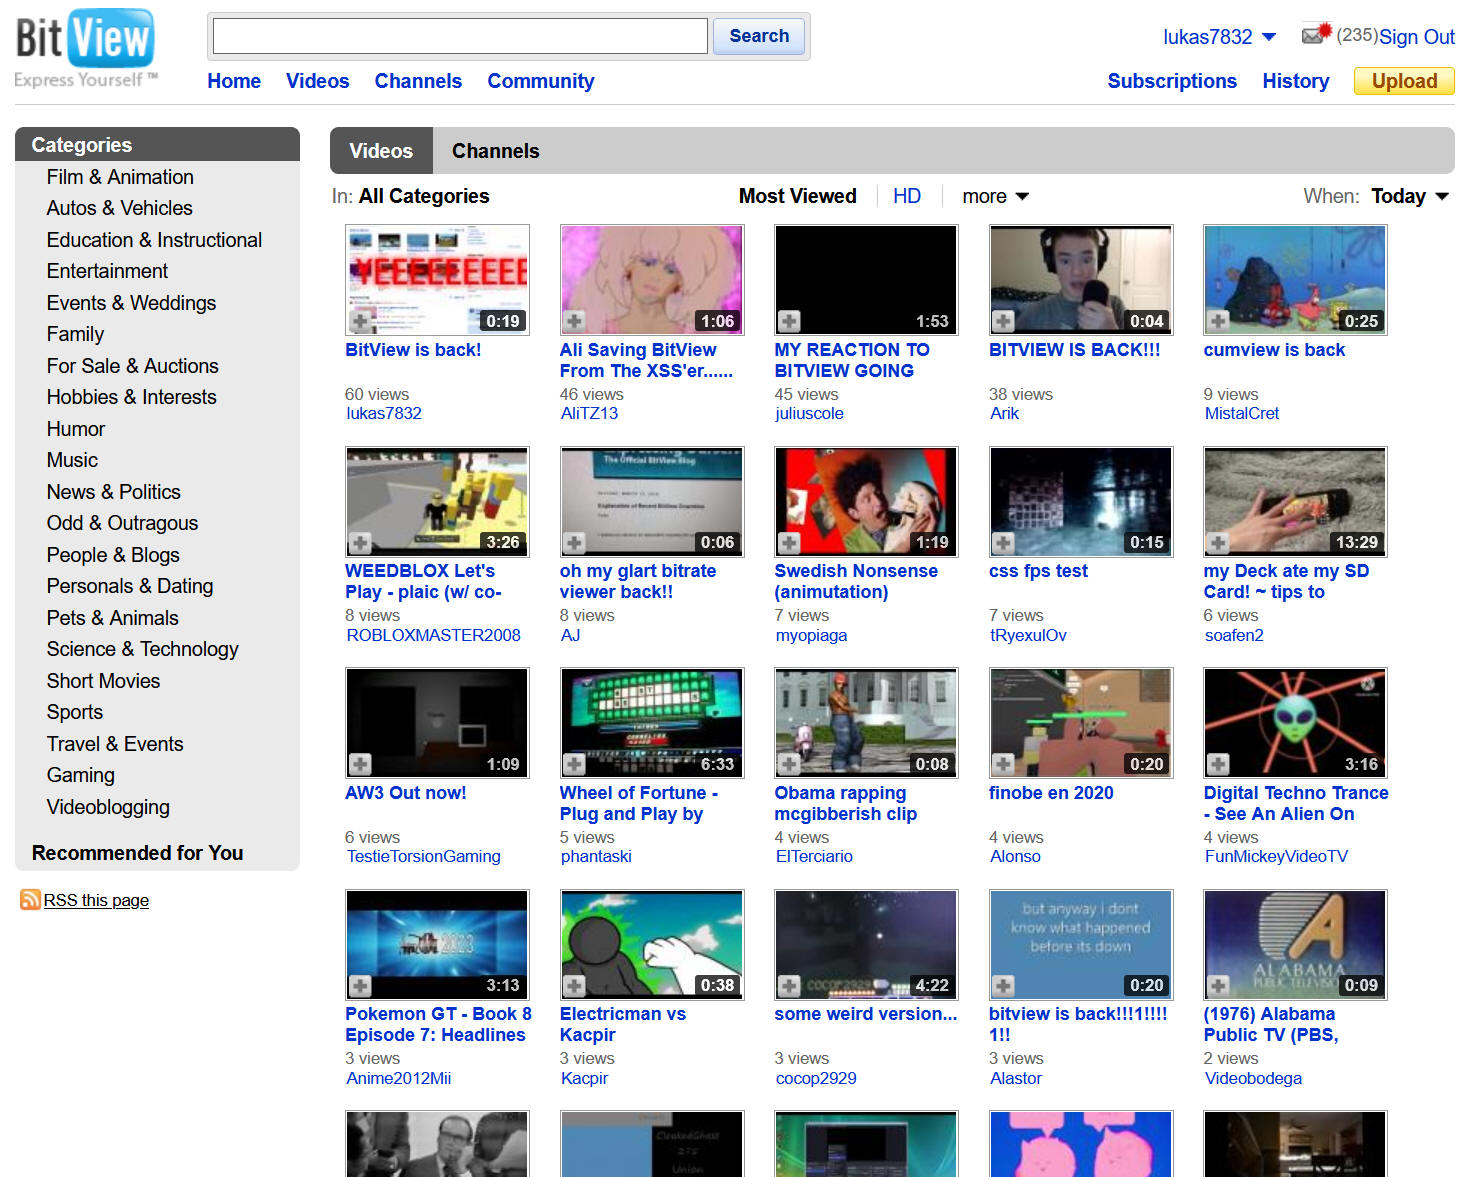 BitView
Express Yourself ™
Search
lukas7832
(235)
Sign Out
Home
Videos
Channels
Community
Subscriptions
History
Upload
Categories
Film & Animation
Autos & Vehicles
Education & Instructional
Entertainment
Events & Weddings
Family
For Sale & Auctions
Hobbies & Interests
Humor
Music
News & Politics
Odd & Outragous
People & Blogs
Personals & Dating
Pets & Animals
Science & Technology
Short Movies
Sports
Travel & Events
Gaming
Videoblogging
Recommended for You
RSS this page
Videos
Channels
In: All Categories
Most Viewed
HD
more
When: Today
YEEEEEEEE
0:19
BitView is back!
60 views
lukas7832
1:06
Ali Saving BitView
From The XSS'er......
46 views
AliTZ13
1:53
MY REACTION TO
BITVIEW GOING
45 views
juliuscole
0:04
BITVIEW IS BACK!!!
38 views
Arik
0:25
cumview is back
9 views
MistalCret
3:26
WEEDBLOX Let's
Play - plaic (w/ co-
8 views
ROBLOXMASTER2008
The Official BitView Blog
0:06
oh my glart bitrate
viewer back!!
8 views
AJ
1:19
Swedish Nonsense
(animutation)
7 views
myopiaga
0:15
css fps test
7 views
tRyexulOv
13:29
my Deck ate my SD
Card! ~ tips to
6 views
soafen2
1:09
AW3 Out now!
6 views
TestieTorsionGaming
6:33
Wheel of Fortune -
Plug and Play by
5 views
phantaski
0:08
Obama rapping
mcgibberish clip
4 views
ElTerciario
0:20
finobe en 2020
4 views
Alonso
3:16
Digital Techno Trance
- See An Alien On
4 views
FunMickeyVideoTV
2023
3:13
Pokemon GT - Book 8
Episode 7: Headlines
3 views
Anime2012Mii
0:38
Electricman vs
Kacpir
3 views
Kacpir
cocop2929
4:22
some weird version...
3 views
cocop2929
but anyway i dont
know what happened
before its down
0:20
bitview is back!!!1!!!!
1!!
3 views
Alastor
ALABAMA
PUBLIC TELEVISION
0:09
(1976) Alabama
Public TV (PBS,
2 views
Videobodega
Union